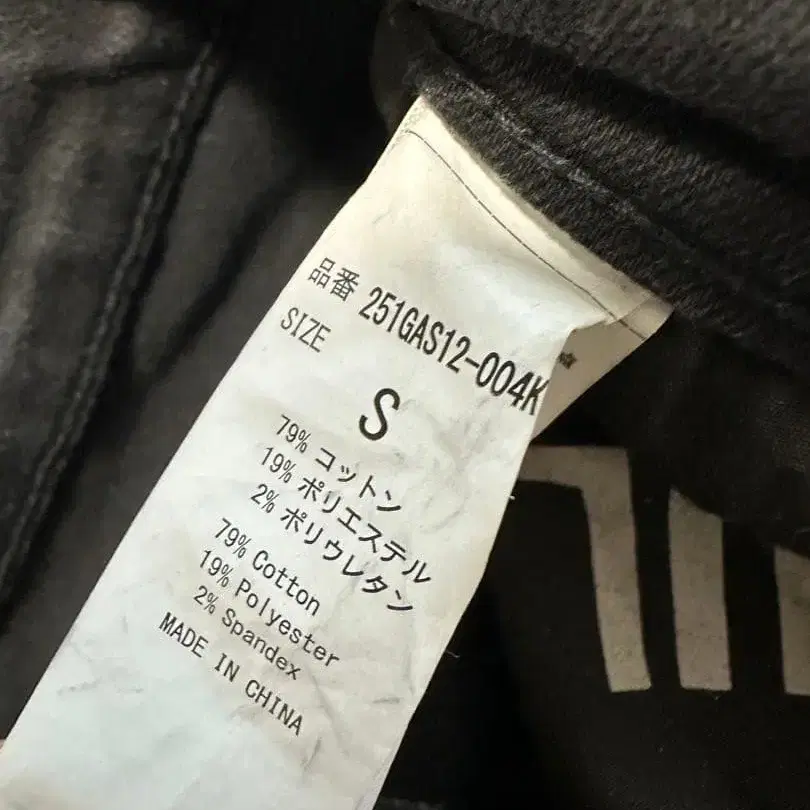 品番 251GAS12-004K
SIZE
S
79% コットン
19% ポリエステル
2% ポリウレタン
79% Cotton
19% Polyester
2% Spandex
MADE IN CHINA